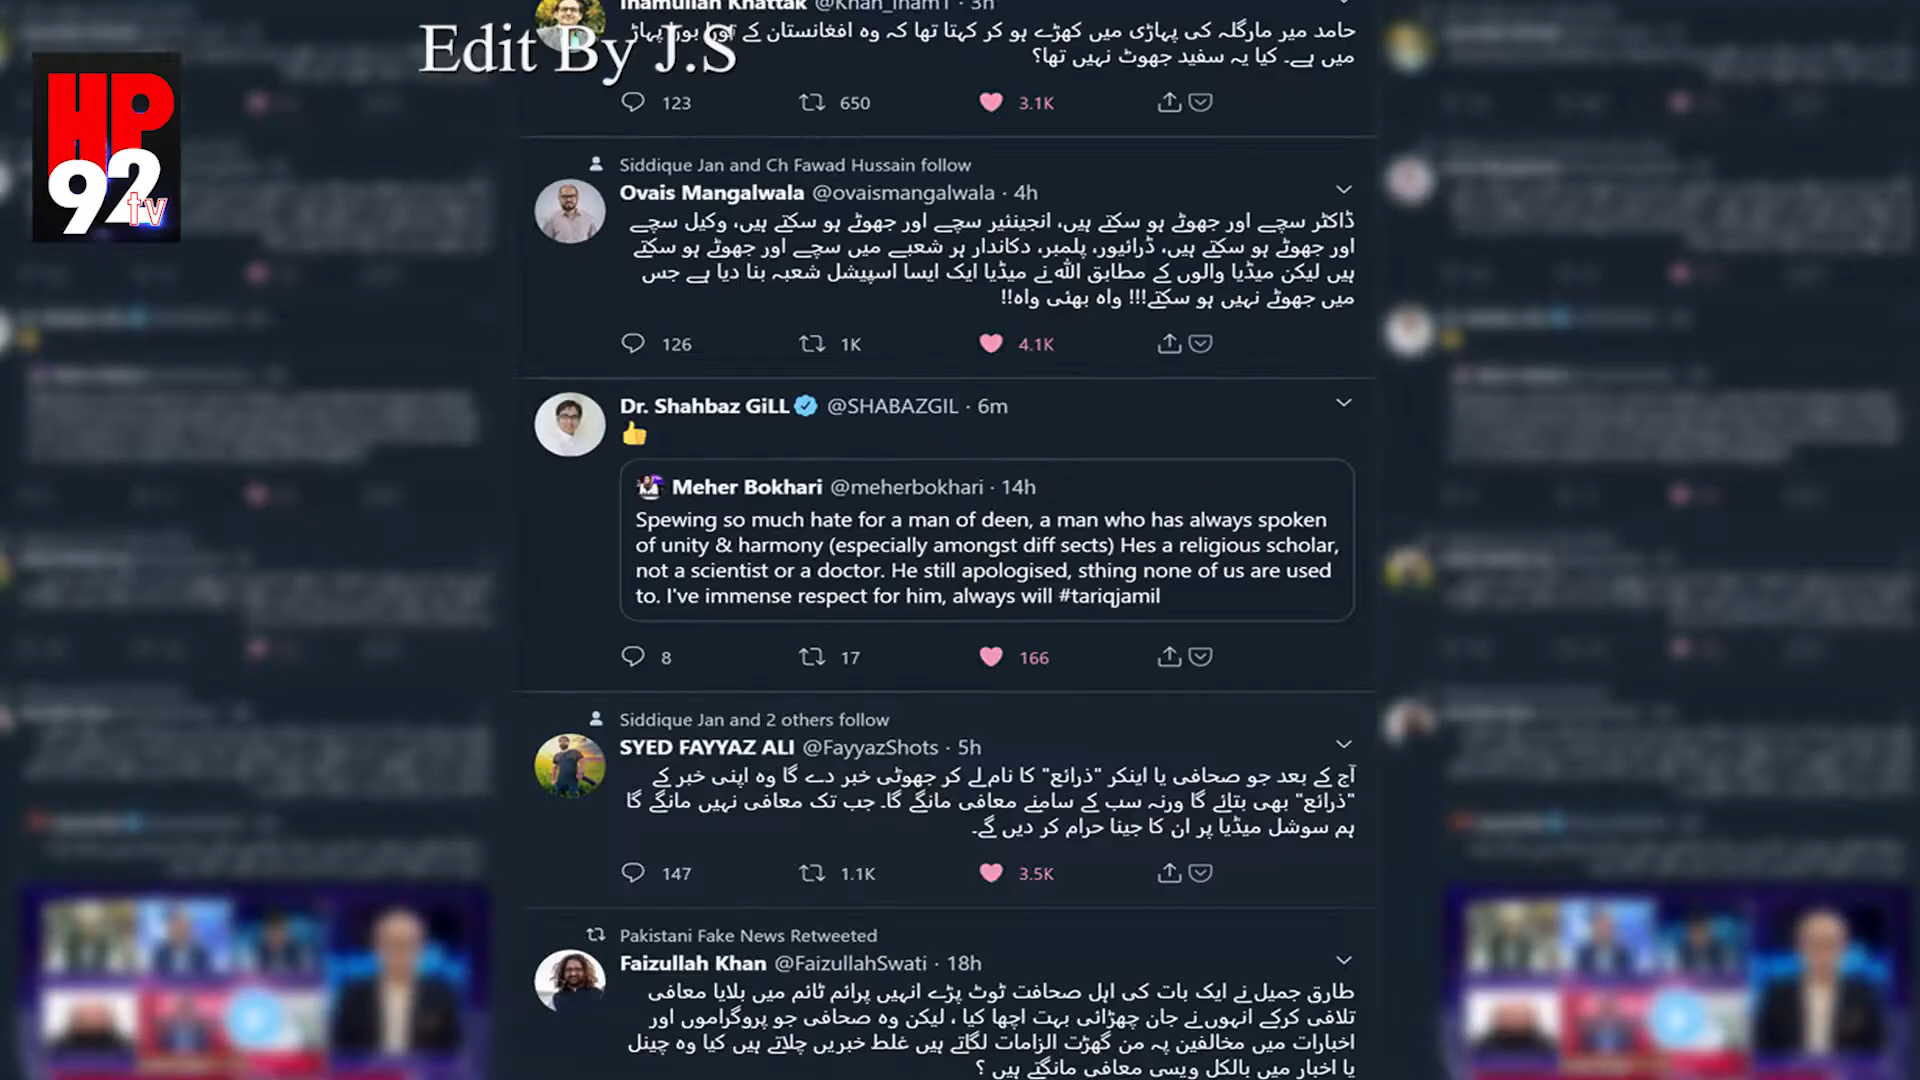 Inamullah Khattak @Khan_Inam1 · 3h
Edit By J.S
حامد میر مارگلہ کی پہاڑی میں کھڑے ہو کر کہتا تھا کہ وہ افغانستان کے تورا بورا پہاڑ
میں ہے۔ کیا یہ سفید جھوٹ نہیں تھا؟
123 650 3.1K
HP
92
tv
Siddique Jan and Ch Fawad Hussain follow
Ovais Mangalwala @ovaismangalwala · 4h
ڈاکٹر سچے اور جھوٹے ہو سکتے ہیں، انجینئیر سچے اور جھوٹے ہو سکتے ہیں، وکیل سچے
اور جھوٹے ہو سکتے ہیں، ڈرائیور، پلمبر، دکاندار ہر شعبے میں سچے اور جھوٹے ہو سکتے
ہیں لیکن میڈیا والوں کے مطابق اللہ نے میڈیا ایک ایسا اسپیشل شعبہ بنا دیا ہے جس
میں جھوٹے نہیں ہو سکتے!!! واہ بھئی واہ!!
126 1K 4.1K
Dr. Shahbaz GiLL @SHABAZGIL · 6m
👍
Meher Bokhari @meherbokhari · 14h
Spewing so much hate for a man of deen, a man who has always spoken
of unity & harmony (especially amongst diff sects) Hes a religious scholar,
not a scientist or a doctor. He still apologised, sthing none of us are used
to. I've immense respect for him, always will #tariqjamil
8 17 166
Siddique Jan and 2 others follow
SYED FAYYAZ ALI @FayyazShots · 5h
آج کے بعد جو صحافی یا اینکر "ذرائع" کا نام لے کر جھوٹی خبر دے گا وہ اپنی خبر کے
"ذرائع" بھی بتائے گا ورنہ سب کے سامنے معافی مانگے گا۔ جب تک معافی نہیں مانگے گا
ہم سوشل میڈیا پر ان کا جینا حرام کر دیں گے۔
147 1.1K 3.5K
Pakistani Fake News Retweeted
Faizullah Khan @FaizullahSwati · 18h
طارق جمیل نے ایک بات کی اہل صحافت ٹوٹ پڑے انہیں پرائم ٹائم میں بلایا معافی
تلافی کرکے انہوں نے جان چھڑائی بہت اچھا کیا ، لیکن وہ صحافی جو پروگراموں اور
اخبارات میں مخالفین پہ من گھڑت الزامات لگاتے ہیں غلط خبریں چلاتے ہیں کیا وہ چینل
یا اخبار میں بالکل ویسی معافی مانگتے ہیں ؟